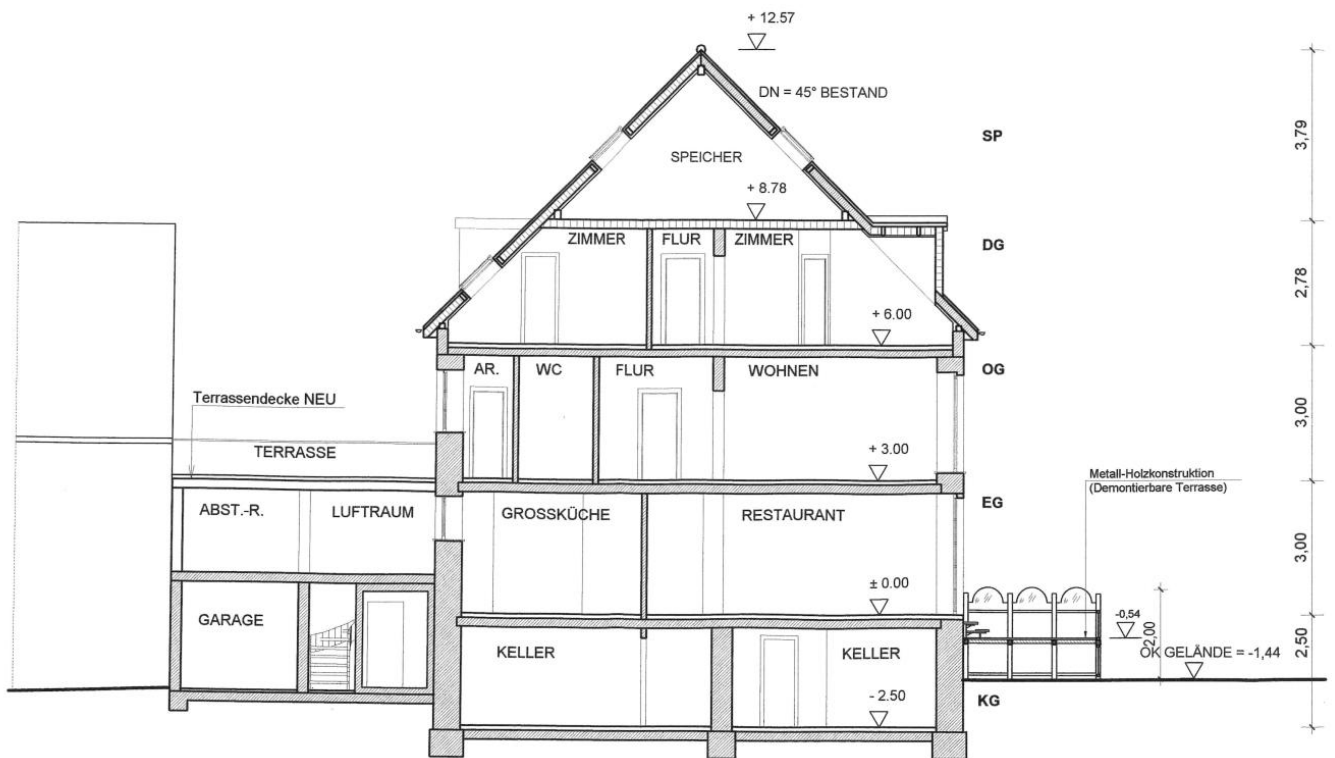 + 12.57
DN = 45° BESTAND
SP
3,79
SPEICHER
+ 8.78
ZIMMER
FLUR
ZIMMER
DG
2,78
+ 6.00
AR.
WC
FLUR
WOHNEN
OG
Terrassendecke NEU
3,00
TERRASSE
+ 3.00
Metall-Holzkonstruktion
(Demontierbare Terrasse)
ABST.-R.
LUFTRAUM
GROSSKÜCHE
RESTAURANT
EG
3,00
± 0.00
GARAGE
-0,54
2,00
KELLER
KELLER
OK GELÄNDE = -1,44
2,50
- 2.50
KG